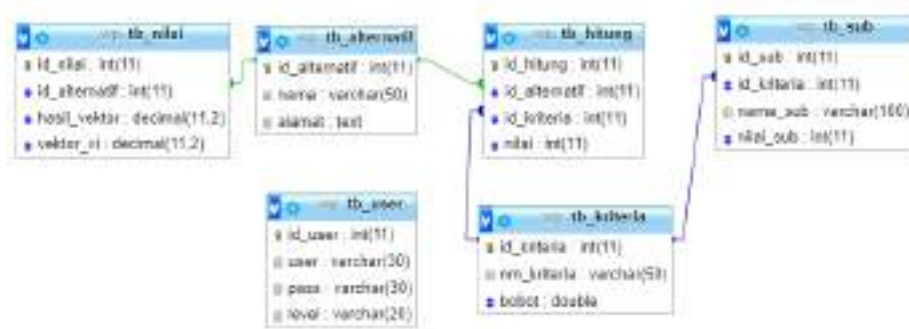 tb_nilai
id_nilai : int(11)
id_alternatif : int(11)
hasil_vektor : decimal(11,2)
vektor_vi : decimal(11,2)
tb_alternatif
id_alternatif : int(11)
nama : varchar(50)
alamat : text
tb_hitung
id_hitung : int(11)
id_alternatif : int(11)
id_kriteria : int(11)
nilai : int(11)
tb_sub
id_sub : int(11)
id_kriteria : int(11)
nama_sub : varchar(100)
nilai_sub : int(11)
tb_user
id_user : int(11)
user : varchar(30)
pass : varchar(30)
level : varchar(20)
tb_kriteria
id_kriteria : int(11)
nm_kriteria : varchar(50)
bobot : double